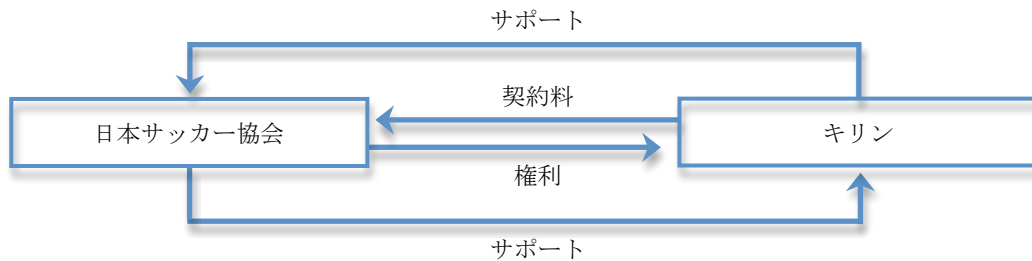 サポート
契約料
日本サッカー協会
キリン
権利
サポート